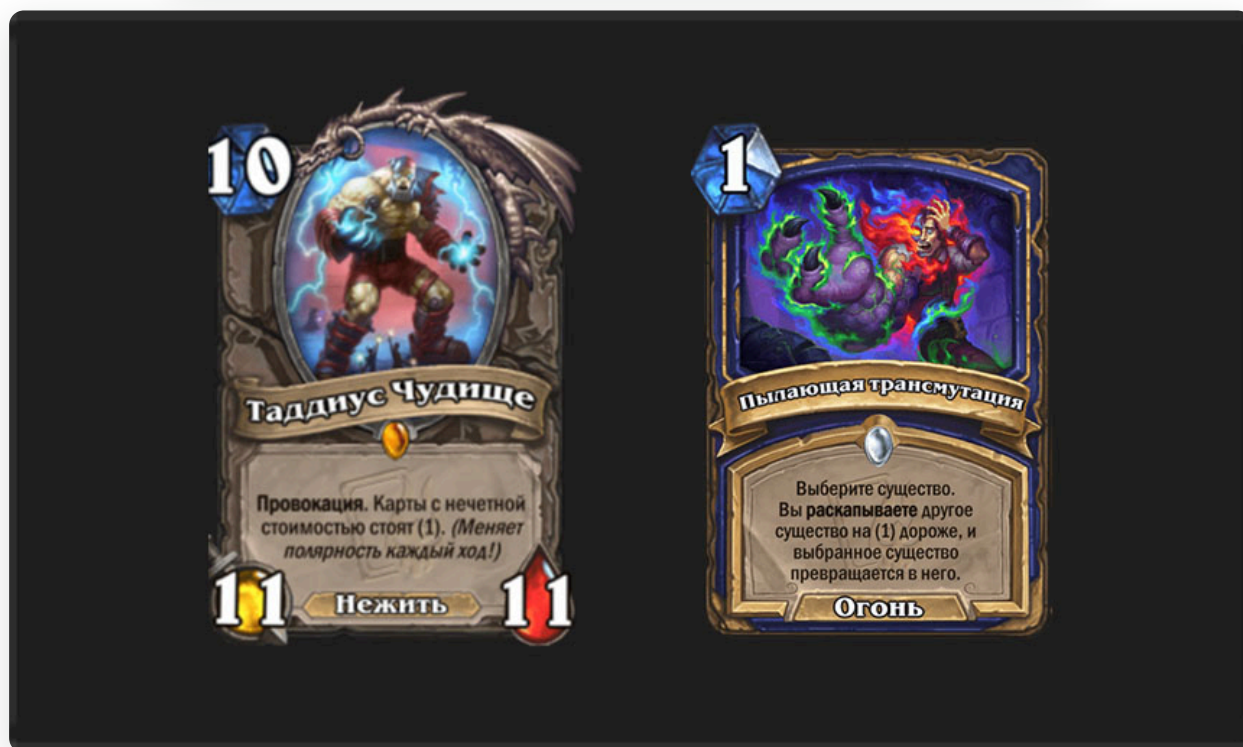 10
Таддиус Чудище
Провокация. Карты с нечетной
стоимостью стоят (1). (Меняет
полярность каждый ход!)
11
Нежить
11
1
Пылающая трансмутация
Выберите существо.
Вы раскапываете другое
существо на (1) дороже, и
выбранное существо
превращается в него.
Огонь